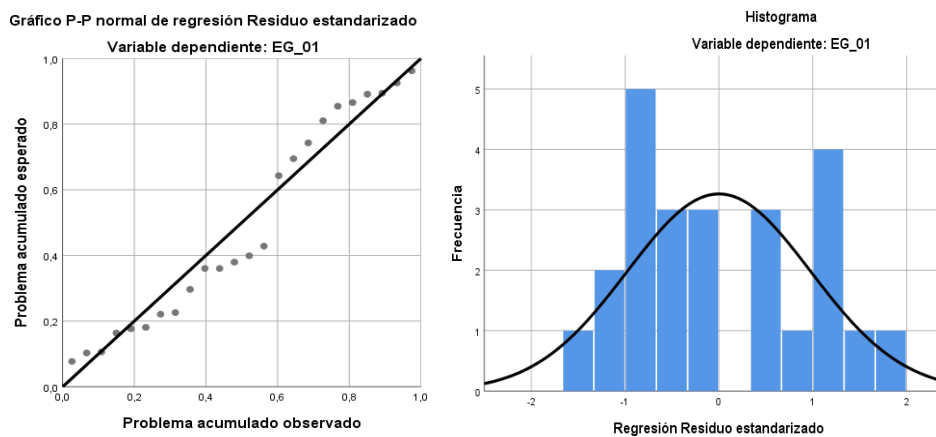 Gráfico P-P normal de regresión Residuo estandarizado
Variable dependiente: EG_01
Problema acumulado esperado
1,0
0,8
0,6
0,4
0,2
0,0
0,0 0,2 0,4 0,6 0,8 1,0
Problema acumulado observado
Histograma
Variable dependiente: EG_01
Frecuencia
5
4
3
2
1
0
-2 -1 0 1 2
Regresión Residuo estandarizado